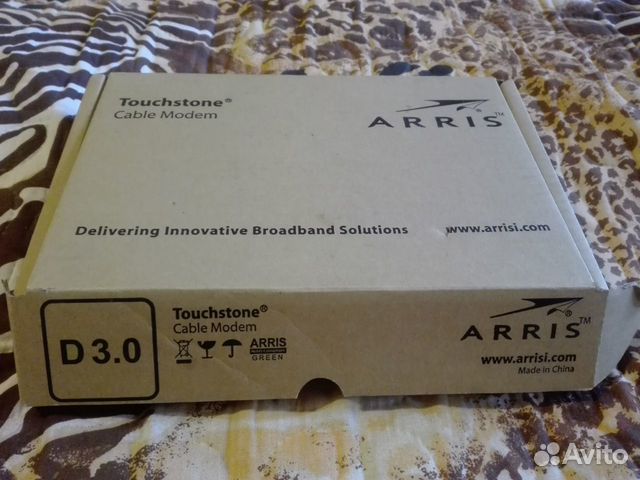 Touchstone®
Cable Modem
ARRIS™
Delivering Innovative Broadband Solutions
www.arrisi.com
D 3.0
Touchstone®
Cable Modem
ARRIS
GREEN
ARRIS™
www.arrisi.com
Made in China
Avito